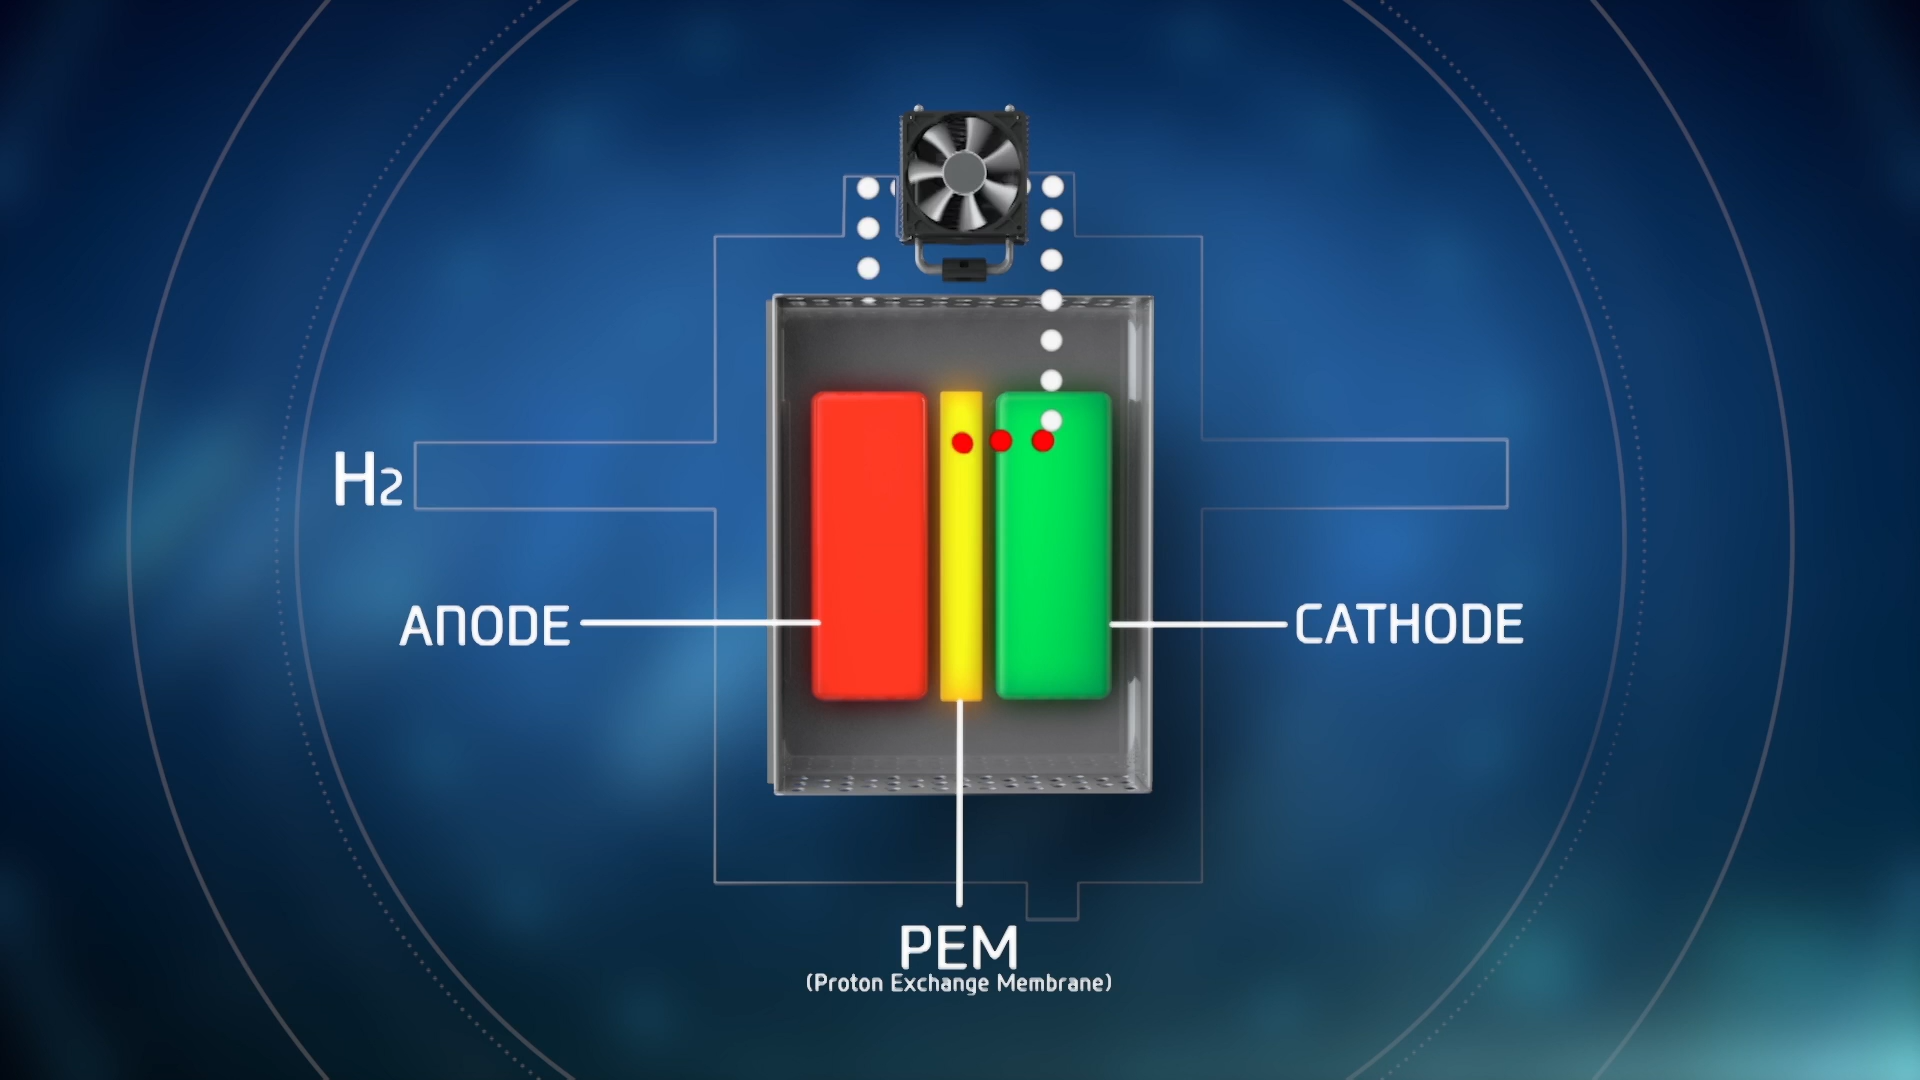 H2
ANODE
CATHODE
PEM
(Proton Exchange Membrane)